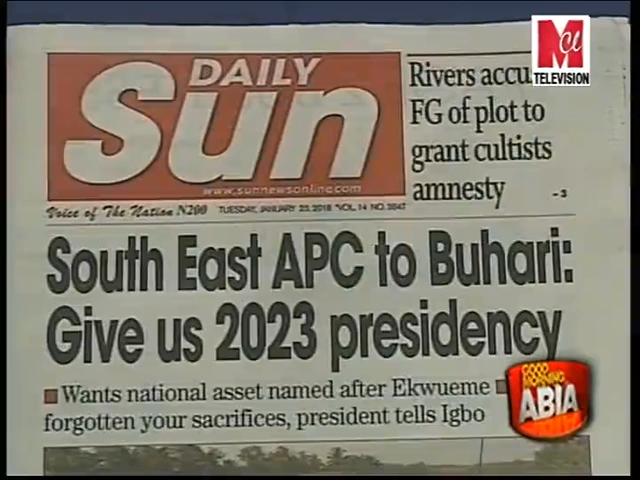 DAILY
Sun
www.sunnewsonline.com
Voice of The Nation N200 TUESDAY, JANUARY 23, 2018 VOL. 14 NO.
Rivers accu
FG of plot to
grant cultists
amnesty -3
South East APC to Buhari:
Give us 2023 presidency
Wants national asset named after Ekwueme
forgotten your sacrifices, president tells Igbo
MCL
TELEVISION
GOOD
MORNING
ABIA